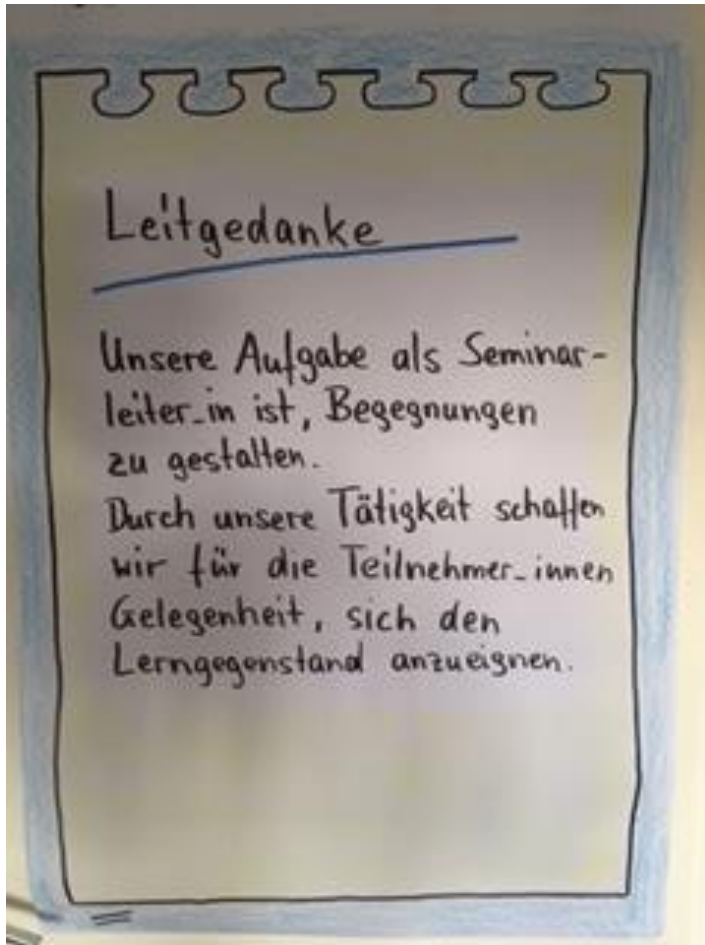 Leitgedanke
Unsere Aufgabe als Seminar-
leiter_in ist, Begegnungen
zu gestalten.
Durch unsere Tätigkeit schaffen
wir für die Teilnehmer_innen
Gelegenheit, sich den
Lerngegenstand anzueignen.